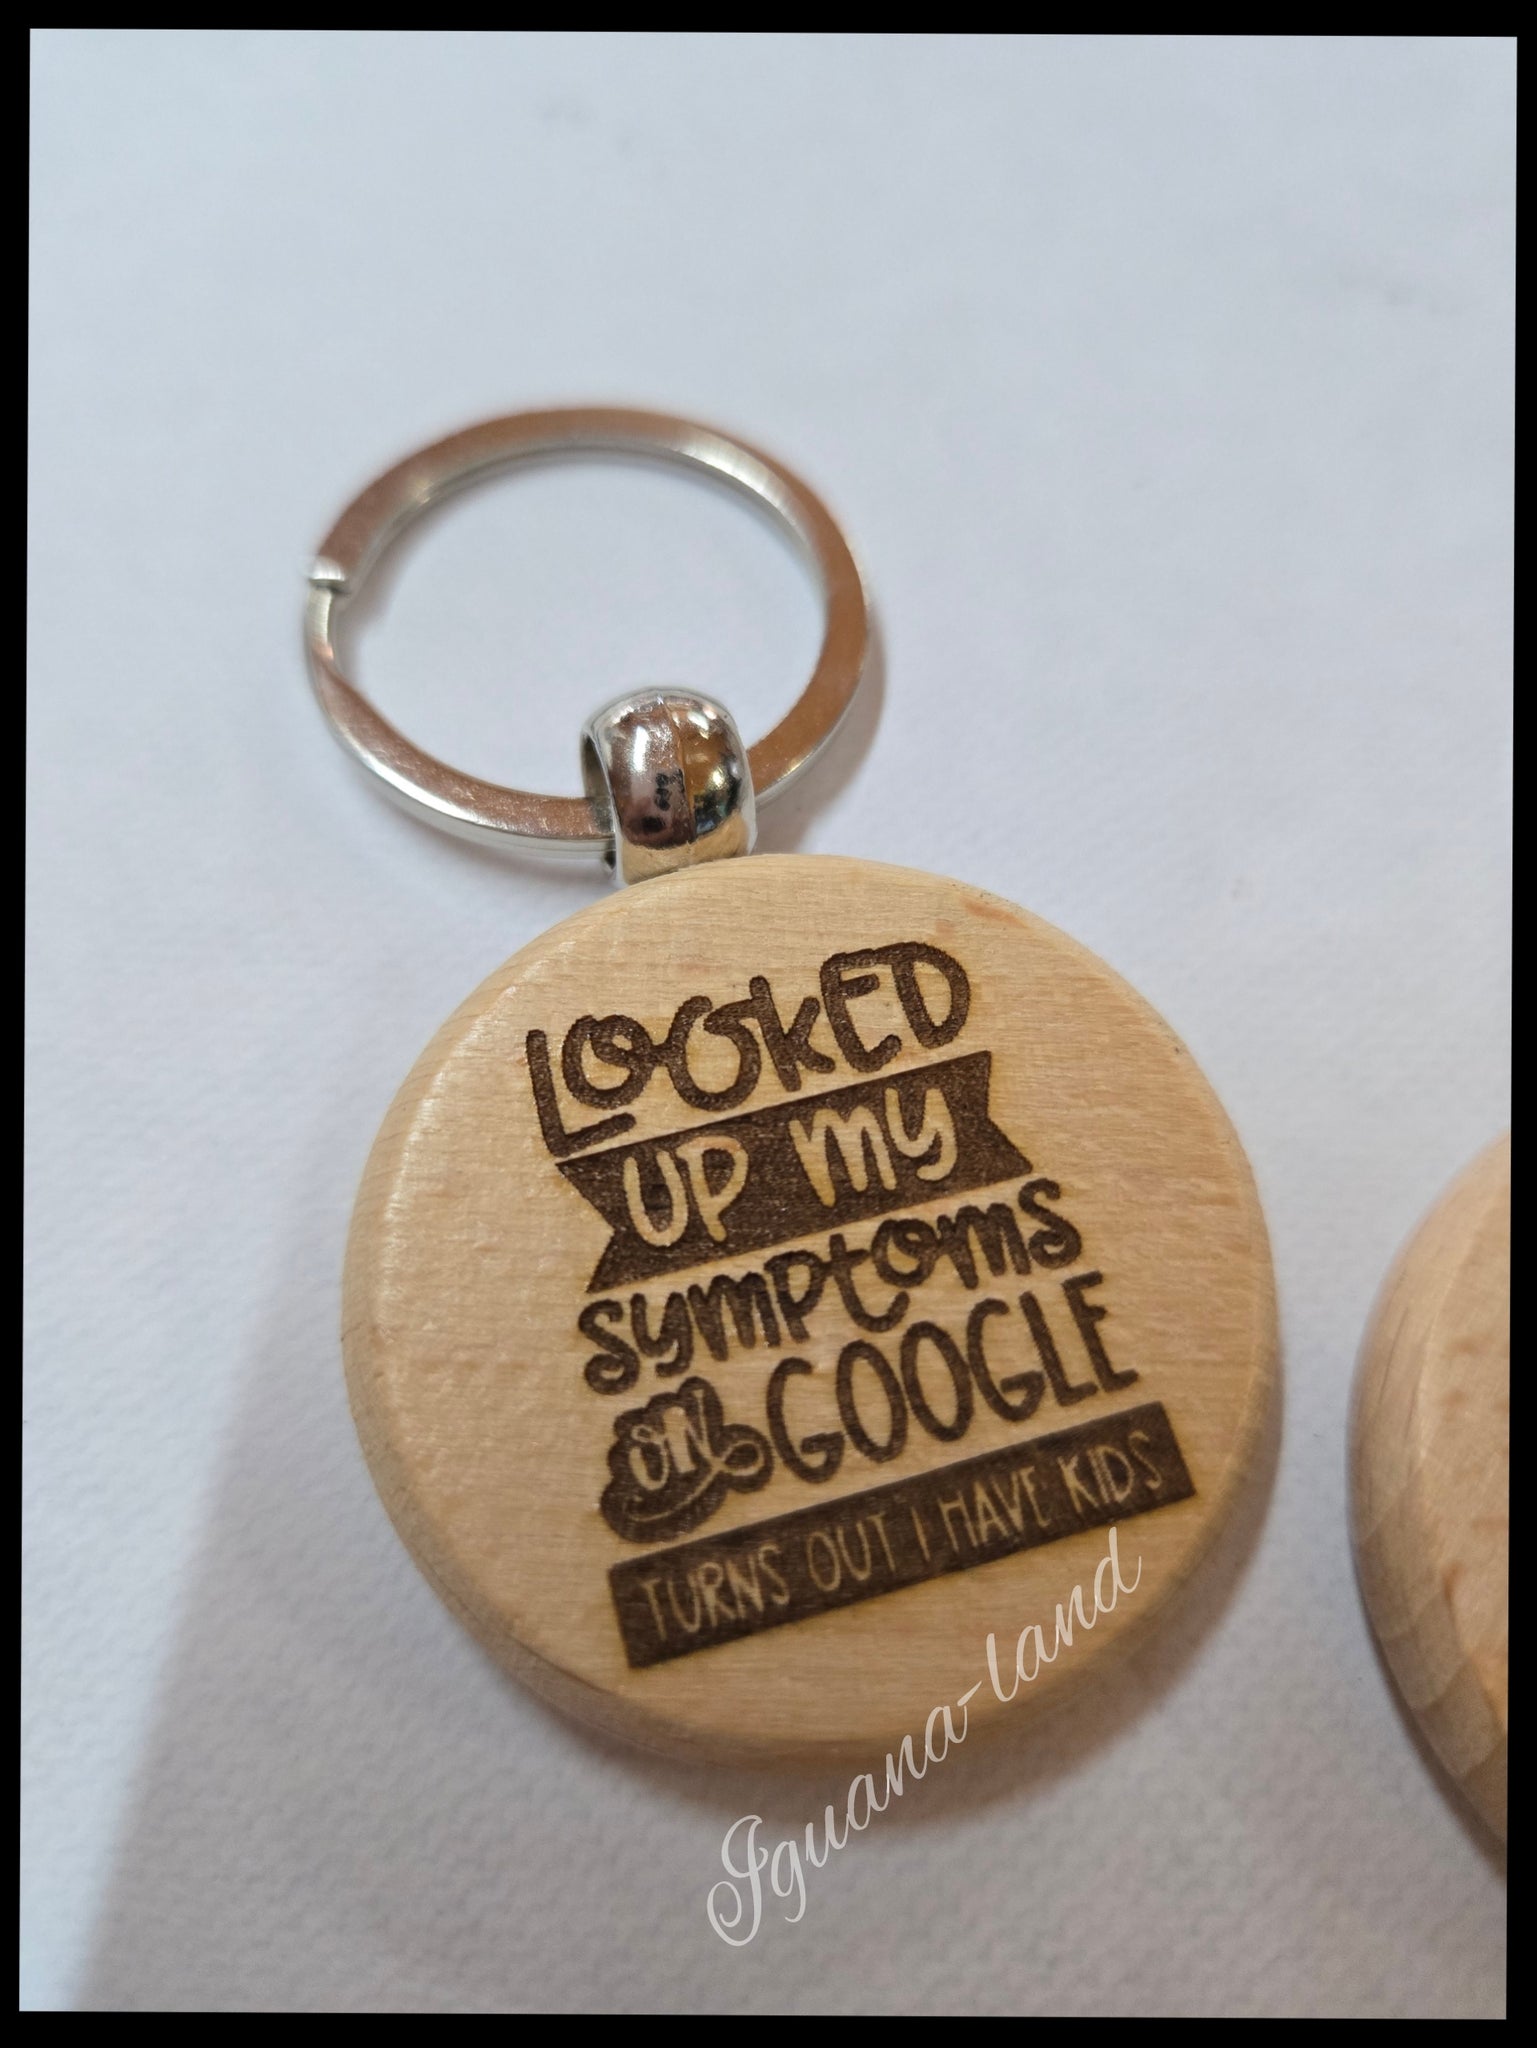 LOOKED
UP MY
SYMPTOMS
ON GOOGLE
TURNS OUT I HAVE KIDS
Iguana-land